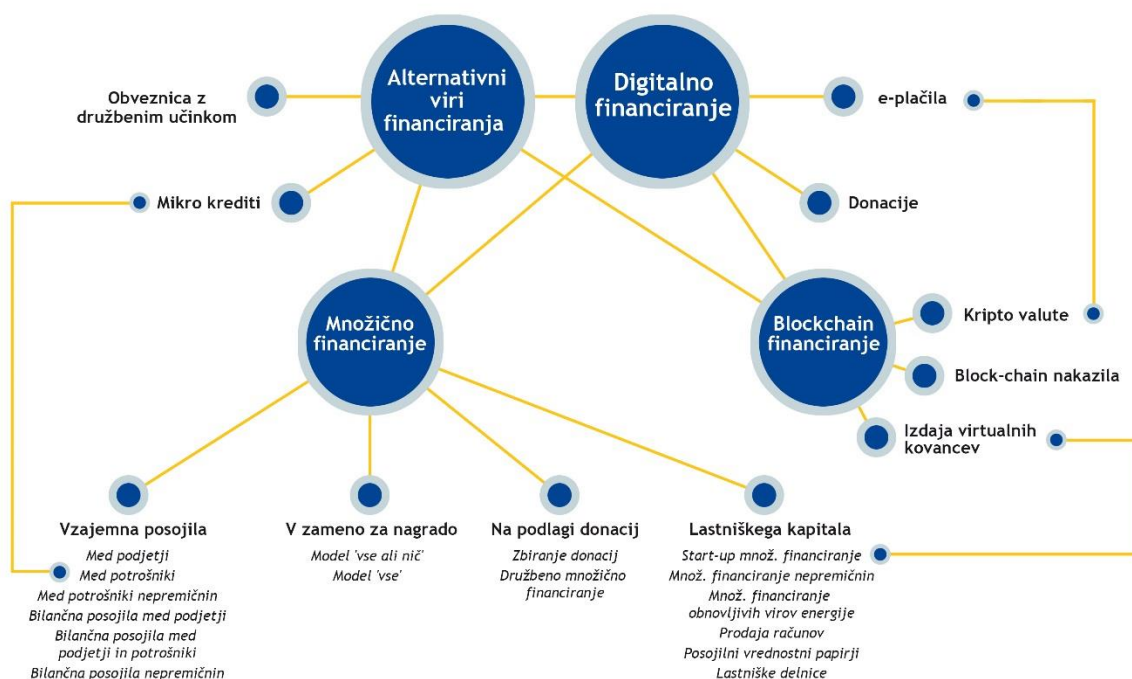 Alternativni
viri
financiranja
Digitalno
financiranje
Obveznica z
družbenim učinkom
e-plačila
Mikro krediti
Donacije
Množično
financiranje
Blockchain
financiranje
Kripto valute
Block-chain nakazila
Izdaja virtualnih
kovancev
Vzajemna posojila
Med podjetji
Med potrošniki
Med potrošniki nepremičnin
Bilančna posojila med podjetji
Bilančna posojila med
podjetji in potrošniki
Bilančna posojila nepremičnin
V zameno za nagrado
Model 'vse ali nič'
Model 'vse'
Na podlagi donacij
Zbiranje donacij
Družbeno množično
financiranje
Lastniškega kapitala
Start-up množ. financiranje
Množ. financiranje nepremičnin
Množ. financiranje
obnovljivih virov energije
Prodaja računov
Posojilni vrednostni papirji
Lastniške delnice